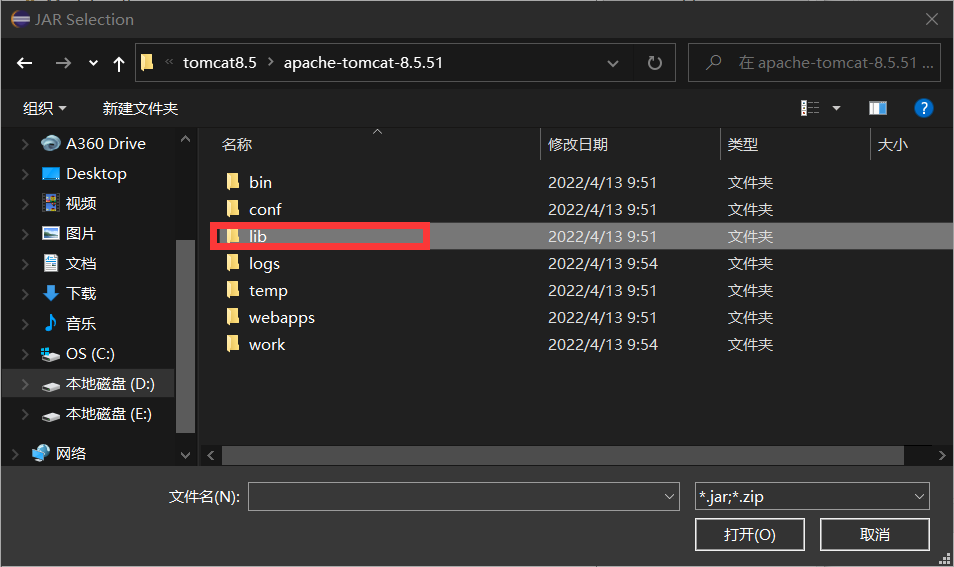 JAR Selection
« tomcat8.5 › apache-tomcat-8.5.51
在 apache-tomcat-8.5.51 ...
组织 新建文件夹
名称 修改日期 类型 大小
A360 Drive
Desktop
视频
图片
文档
下载
音乐
OS (C:)
本地磁盘 (D:)
本地磁盘 (E:)
网络
bin 2022/4/13 9:51 文件夹
conf 2022/4/13 9:51 文件夹
lib 2022/4/13 9:51 文件夹
logs 2022/4/13 9:54 文件夹
temp 2022/4/13 9:51 文件夹
webapps 2022/4/13 9:51 文件夹
work 2022/4/13 9:54 文件夹
文件名(N): *.jar;*.zip
打开(O) 取消